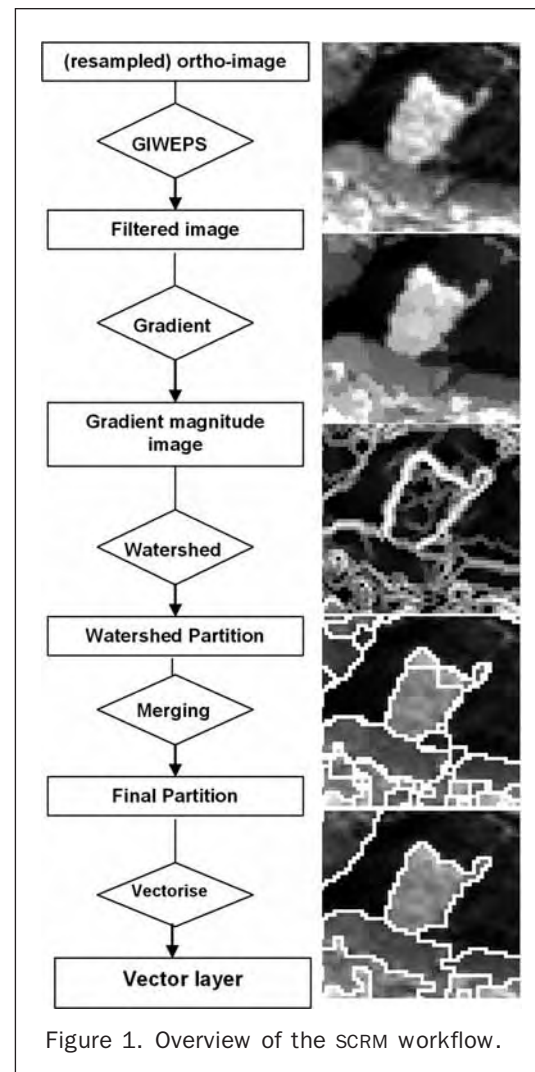 (resampled) ortho-image
GIWEPS
Filtered image
Gradient
Gradient magnitude
image
Watershed
Watershed Partition
Merging
Final Partition
Vectorise
Vector layer
Figure 1. Overview of the SCRM workflow.